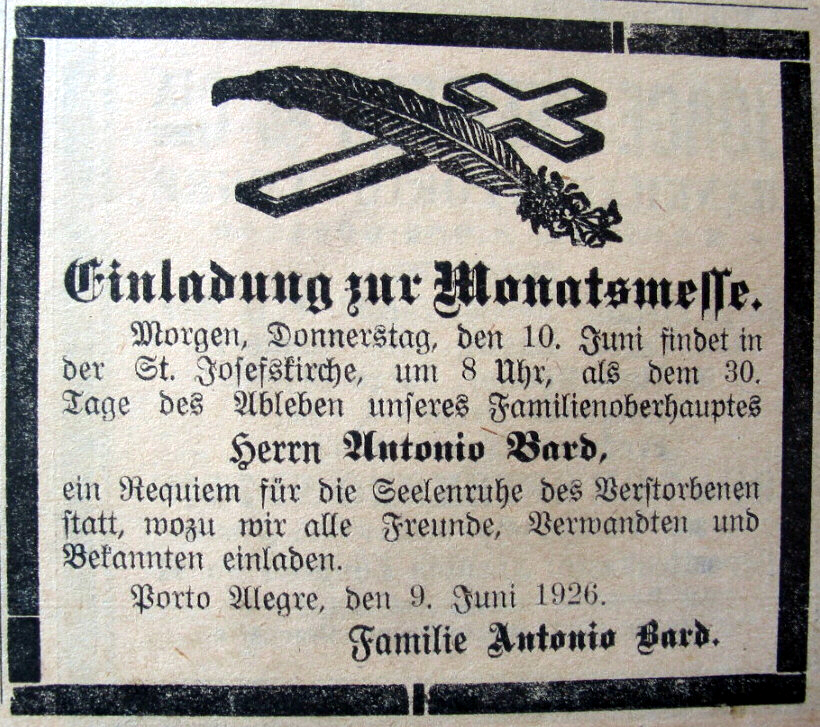 Einladung zur Monatsmesse.
Morgen, Donnerstag, den 10. Juni findet in
der St. Josefskirche, um 8 Uhr, als dem 30.
Tage des Ableben unseres Familienoberhauptes
Herrn Antonio Bard,
ein Requiem für die Seelenruhe des Verstorbenen
statt, wozu wir alle Freunde, Verwandten und
Bekannten einladen.
Porto Alegre, den 9. Juni 1926.
Familie Antonio Bard.